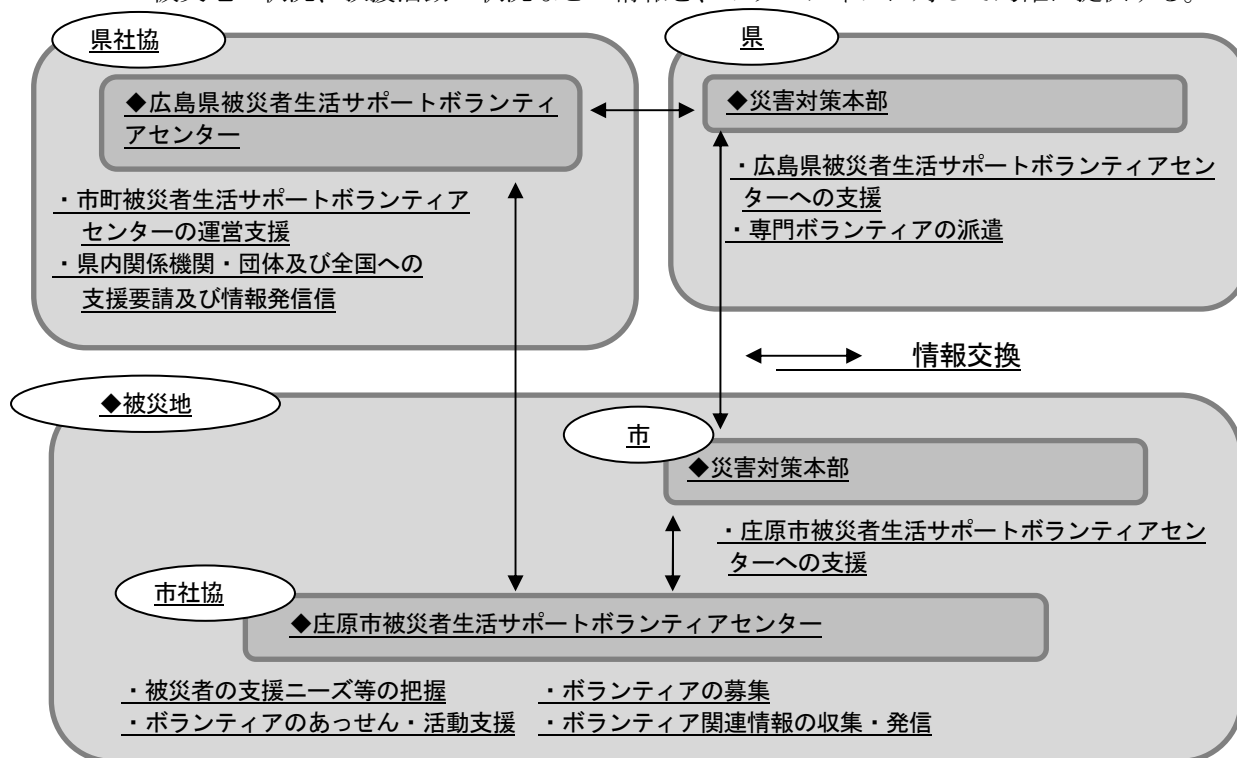 県社協
◆広島県被災者生活サポートボランティ
アセンター
・市町被災者生活サポートボランティア
センターの運営支援
・県内関係機関・団体及び全国への
支援要請及び情報発信信
県
◆災害対策本部
・広島県被災者生活サポートボランティアセン
ターへの支援
・専門ボランティアの派遣
情報交換
◆被災地
市
◆災害対策本部
・庄原市被災者生活サポートボランティアセン
ターへの支援
市社協
◆庄原市被災者生活サポートボランティアセンター
・被災者の支援ニーズ等の把握
・ボランティアのあっせん・活動支援
・ボランティアの募集
・ボランティア関連情報の収集・発信